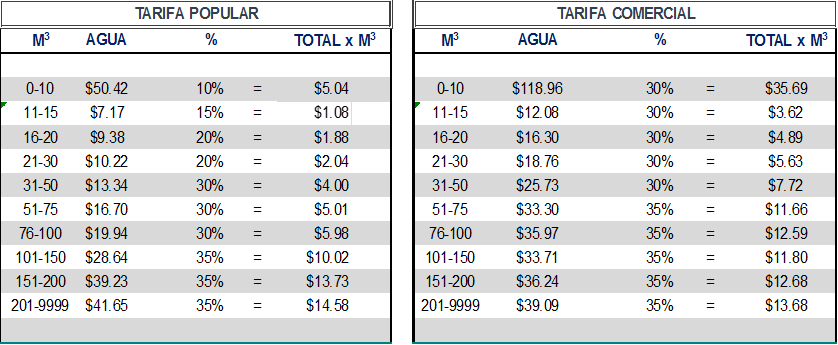 TARIFA POPULAR TARIFA COMERCIAL
M³ AGUA % TOTAL x M³ M³ AGUA % TOTAL x M³
0-10 $50.42 10% = $5.04 0-10 $118.96 30% = $35.69
11-15 $7.17 15% = $1.08 11-15 $12.08 30% = $3.62
16-20 $9.38 20% = $1.88 16-20 $16.30 30% = $4.89
21-30 $10.22 20% = $2.04 21-30 $18.76 30% = $5.63
31-50 $13.34 30% = $4.00 31-50 $25.73 30% = $7.72
51-75 $16.70 30% = $5.01 51-75 $33.30 35% = $11.66
76-100 $19.94 30% = $5.98 76-100 $35.97 35% = $12.59
101-150 $28.64 35% = $10.02 101-150 $33.71 35% = $11.80
151-200 $39.23 35% = $13.73 151-200 $36.24 35% = $12.68
201-9999 $41.65 35% = $14.58 201-9999 $39.09 35% = $13.68